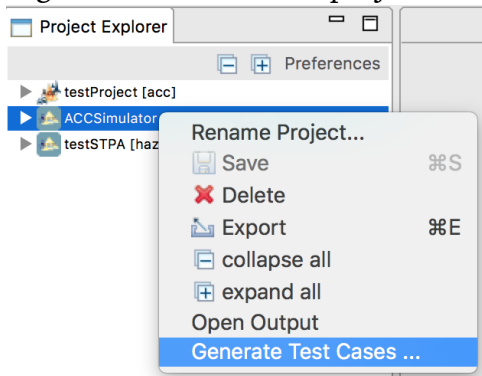 Project Explorer
Preferences
testProject [acc]
ACCSimulator
testSTPA [haz
Rename Project...
Save ⌘S
Delete
Export ⌘E
collapse all
expand all
Open Output
Generate Test Cases ...